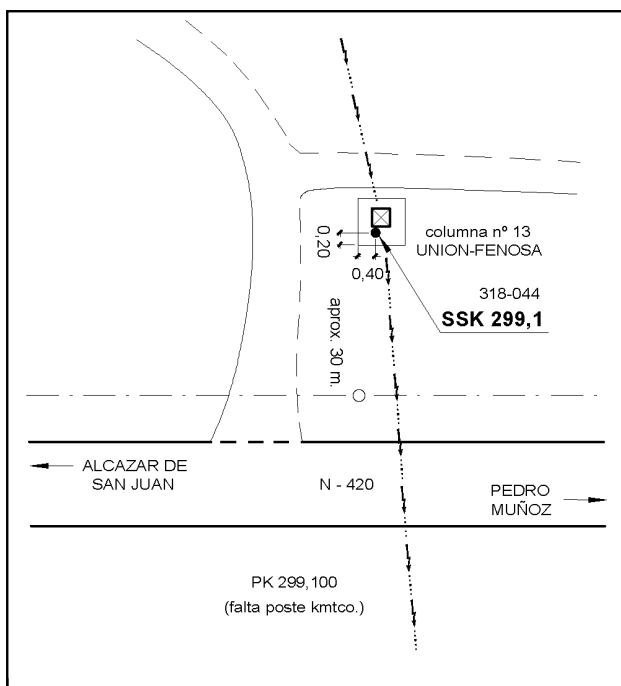 columna nº 13
UNION-FENOSA
0,20
0,40
318-044
SSK 299,1
aprox. 30 m.
ALCAZAR DE
SAN JUAN
N - 420
PEDRO
MUÑOZ
PK 299,100
(falta poste kmtco.)